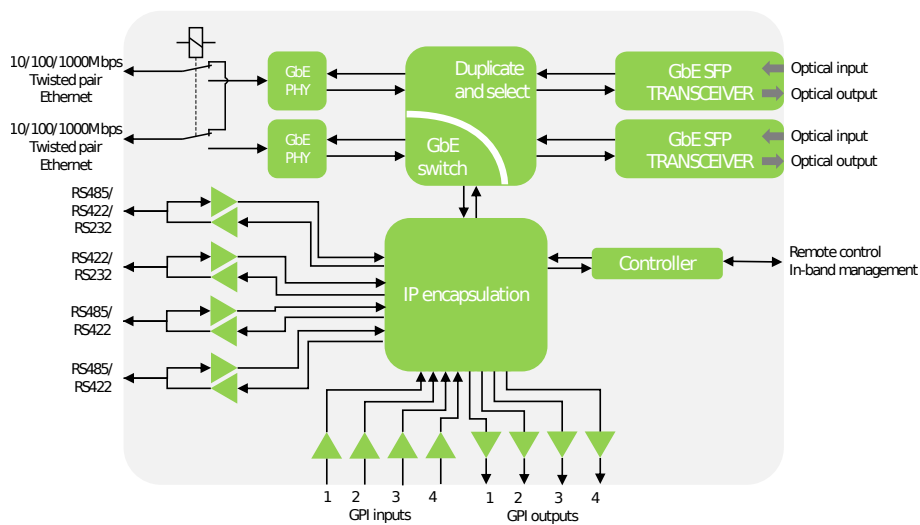 10/100/1000Mbps
Twisted pair
Ethernet
10/100/1000Mbps
Twisted pair
Ethernet
GbE
PHY
GbE
PHY
Duplicate
and select
GbE
switch
GbE SFP
TRANSCEIVER
Optical input
Optical output
GbE SFP
TRANSCEIVER
Optical input
Optical output
RS485/
RS422/
RS232
RS422/
RS232
RS485/
RS422
RS485/
RS422
IP encapsulation
Controller
Remote control
In-band management
1 2 3 4 1 2 3 4
GPI inputs GPI outputs